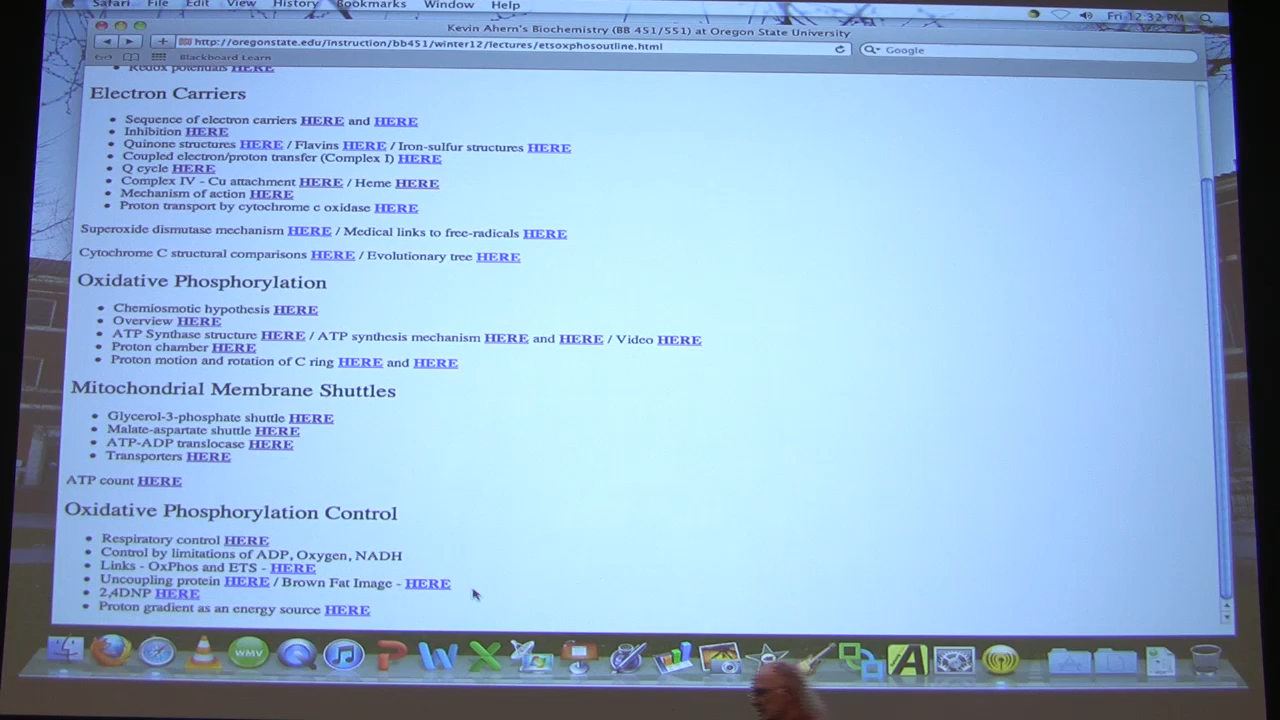 Safari File Edit View History Bookmarks Window Help Fri 12:32 PM
Kevin Ahern's Biochemistry (BB 451/551) at Oregon State University
http://oregonstate.edu/instruction/bb451/winter12/lectures/etsoxphosoutline.html Google
Blackboard Learn
Redox potentials HERE
Electron Carriers
Sequence of electron carriers HERE and HERE
Inhibition HERE
Quinone structures HERE / Flavins HERE / Iron-sulfur structures HERE
Coupled electron/proton transfer (Complex I) HERE
Q cycle HERE
Complex IV - Cu attachment HERE / Heme HERE
Mechanism of action HERE
Proton transport by cytochrome c oxidase HERE
Superoxide dismutase mechanism HERE / Medical links to free-radicals HERE
Cytochrome C structural comparisons HERE / Evolutionary tree HERE
Oxidative Phosphorylation
Chemiosmotic hypothesis HERE
Overview HERE
ATP Synthase structure HERE / ATP synthesis mechanism HERE and HERE / Video HERE
Proton chamber HERE
Proton motion and rotation of C ring HERE and HERE
Mitochondrial Membrane Shuttles
Glycerol-3-phosphate shuttle HERE
Malate-aspartate shuttle HERE
ATP-ADP translocase HERE
Transporters HERE
ATP count HERE
Oxidative Phosphorylation Control
Respiratory control HERE
Control by limitations of ADP, Oxygen, NADH
Links - OxPhos and ETS - HERE
Uncoupling protein HERE / Brown Fat Image - HERE
2,4DNP HERE
Proton gradient as an energy source HERE
WMV